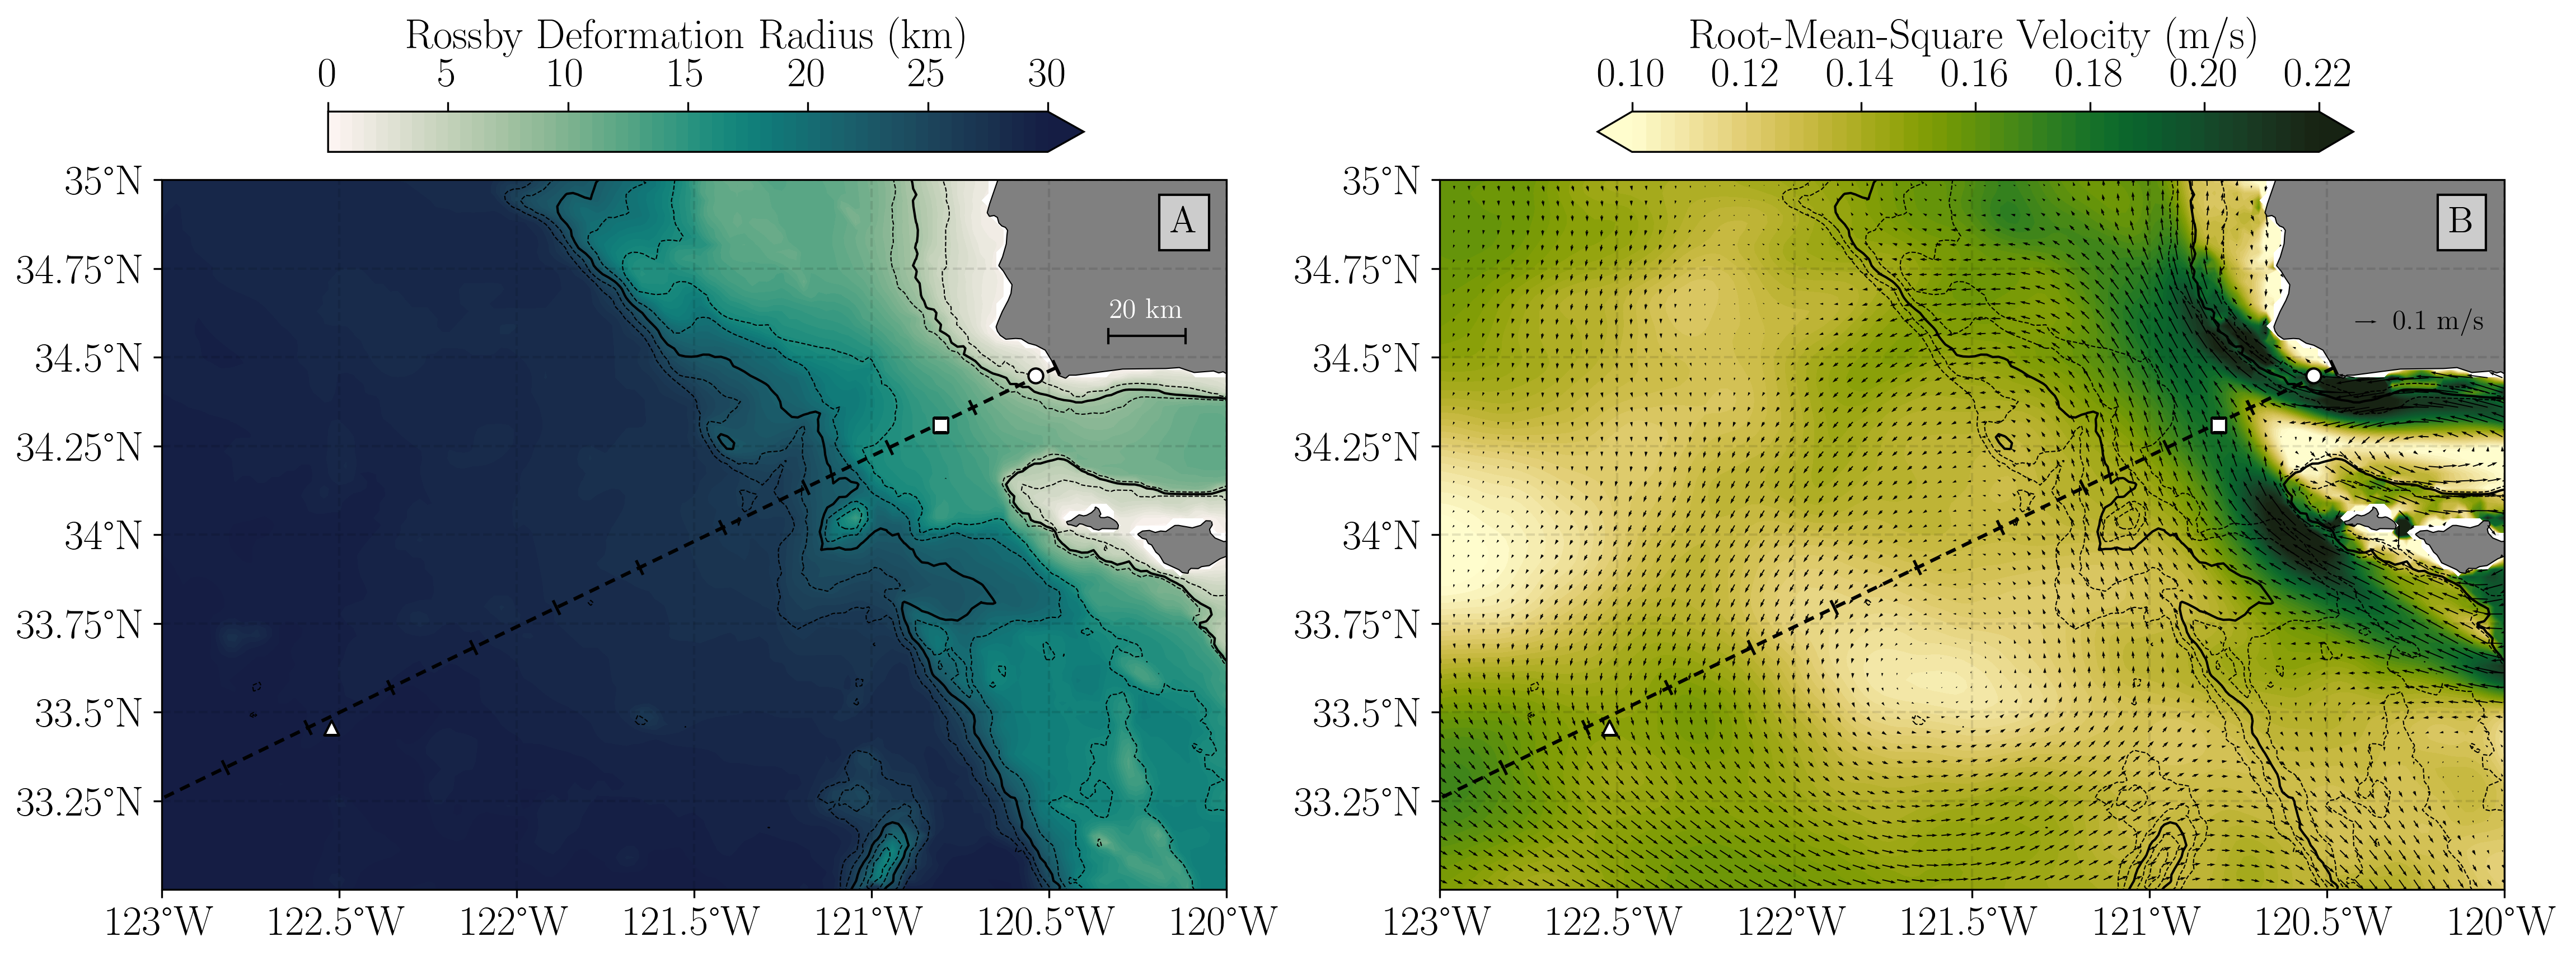 Rossby Deformation Radius (km)
0 5 10 15 20 25 30
35°N
34.75°N
34.5°N
34.25°N
34°N
33.75°N
33.5°N
33.25°N
123°W 122.5°W 122°W 121.5°W 121°W 120.5°W 120°W
A
20 km
Root-Mean-Square Velocity (m/s)
0.10 0.12 0.14 0.16 0.18 0.20 0.22
35°N
34.75°N
34.5°N
34.25°N
34°N
33.75°N
33.5°N
33.25°N
123°W 122.5°W 122°W 121.5°W 121°W 120.5°W 120°W
B
0.1 m/s